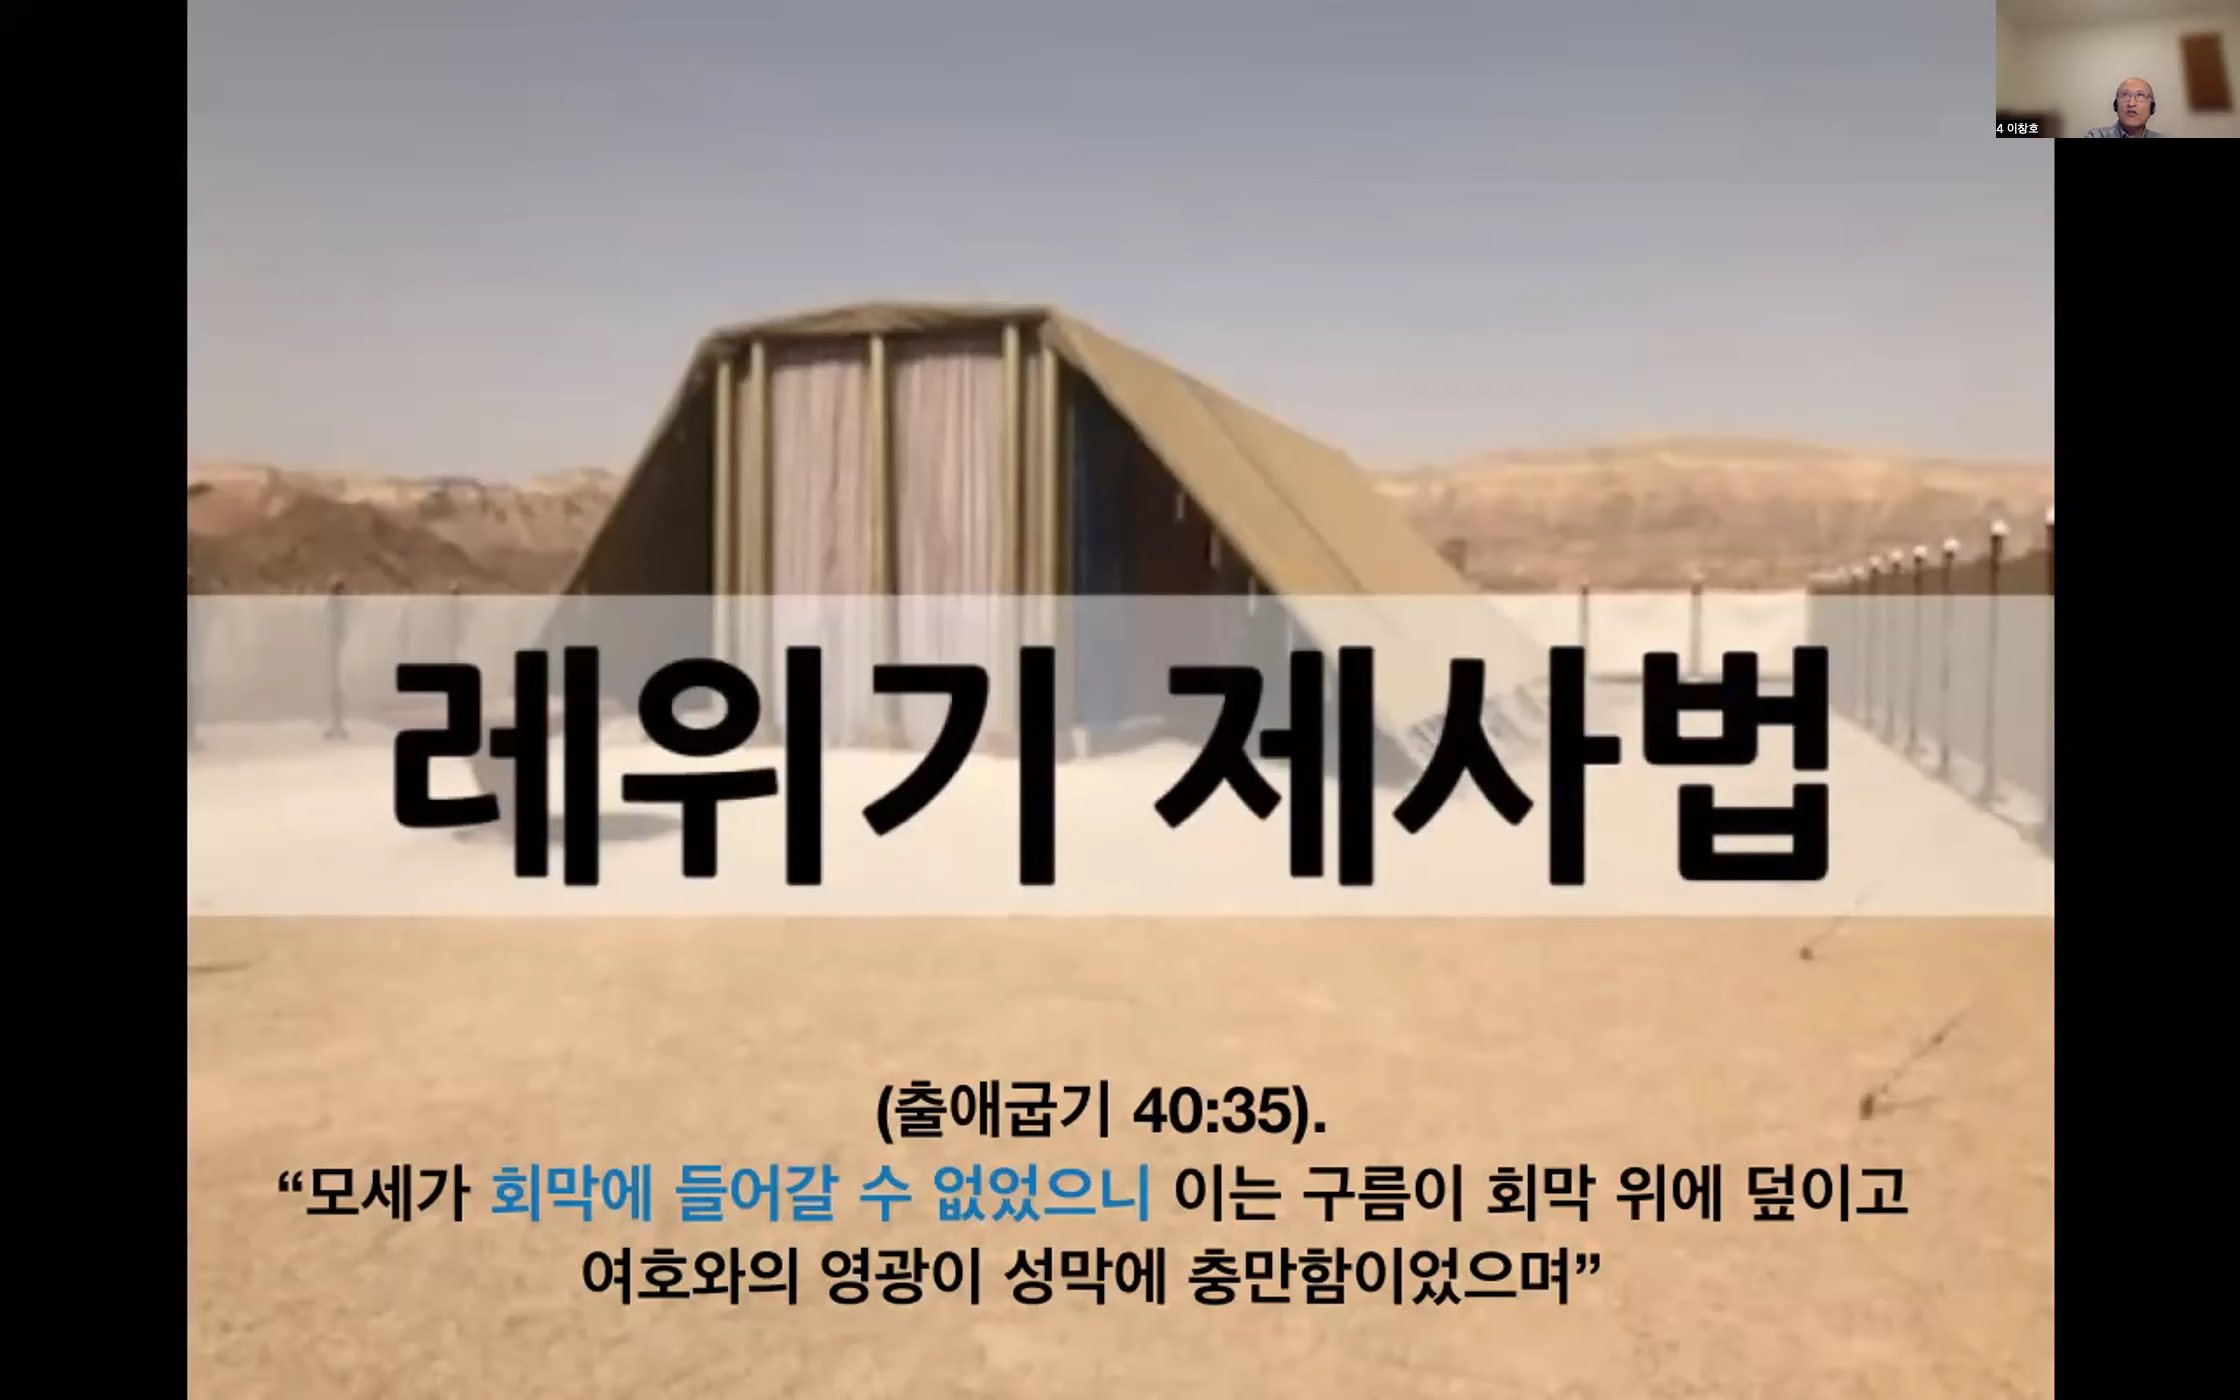 4 이창호
레위기 제사법
(출애굽기 40:35).
“모세가 회막에 들어갈 수 없었으니 이는 구름이 회막 위에 덮이고
여호와의 영광이 성막에 충만함이었으며”